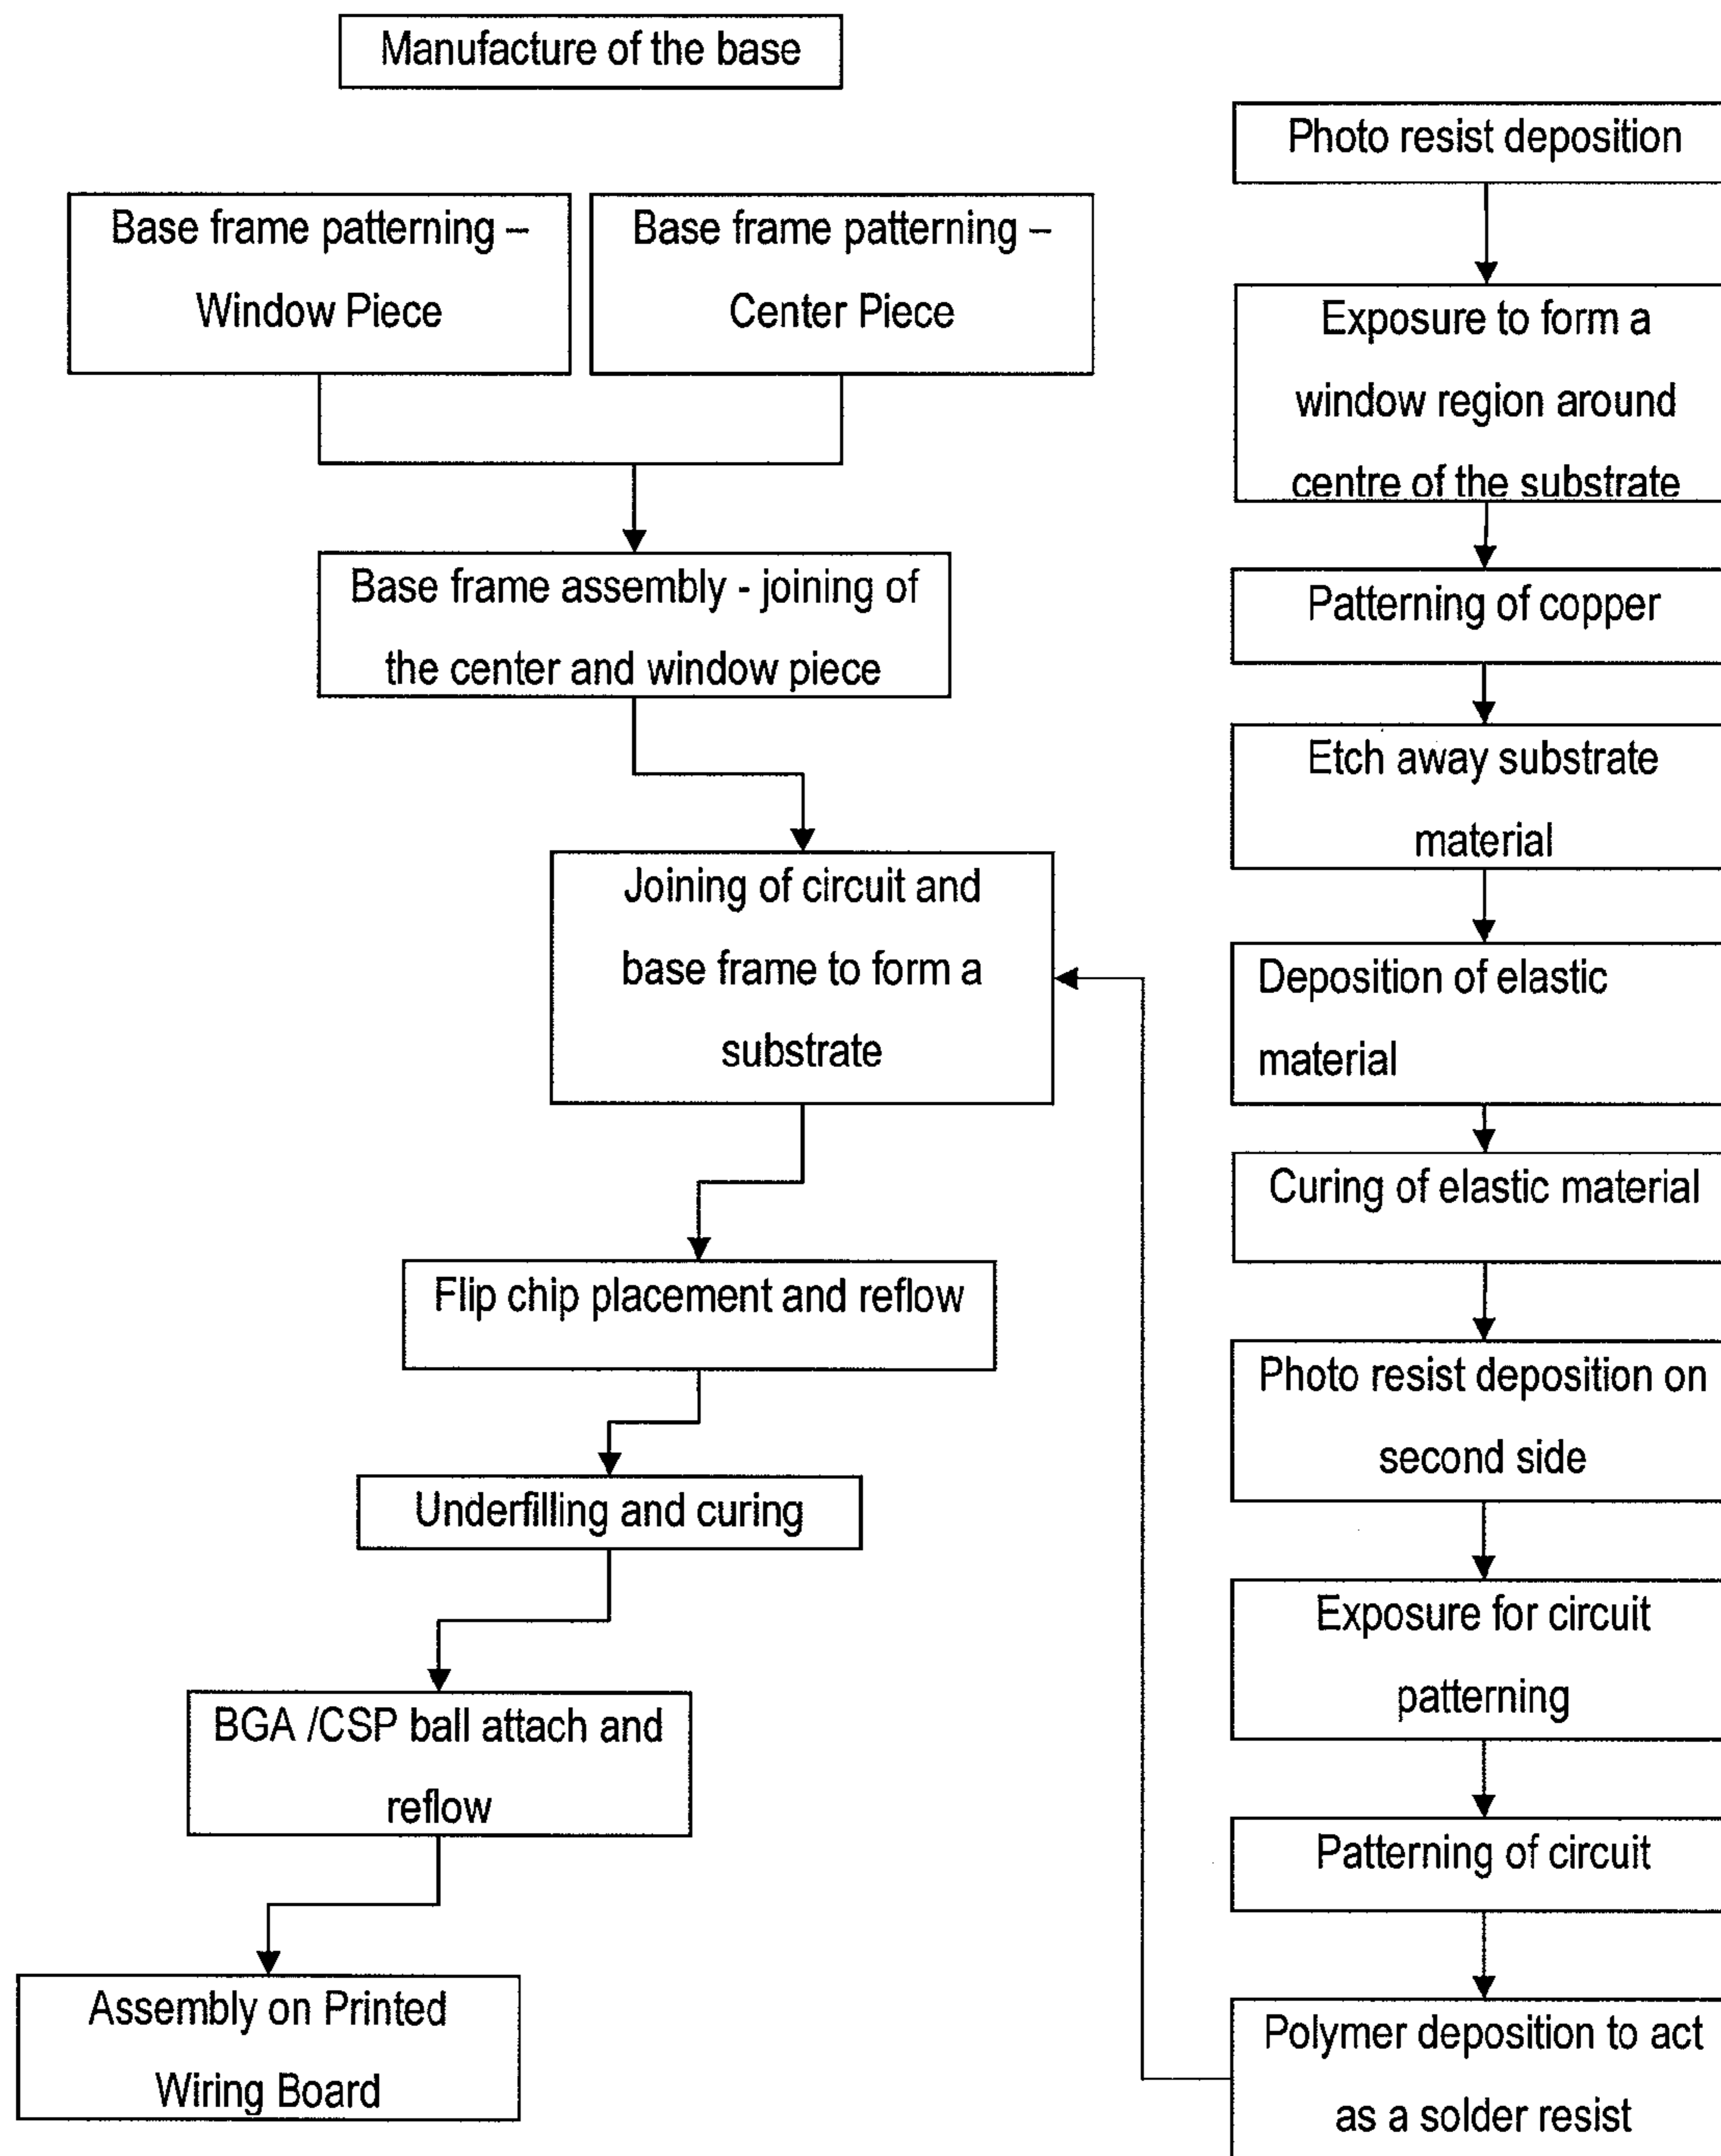 Manufacture of the base
Base frame patterning –
Window Piece
Base frame patterning –
Center Piece
Base frame assembly - joining of
the center and window piece
Joining of circuit and
base frame to form a
substrate
Flip chip placement and reflow
Underfilling and curing
BGA /CSP ball attach and
reflow
Assembly on Printed
Wiring Board
Photo resist deposition
Exposure to form a
window region around
centre of the substrate
Patterning of copper
Etch away substrate
material
Deposition of elastic
material
Curing of elastic material
Photo resist deposition on
second side
Exposure for circuit
patterning
Patterning of circuit
Polymer deposition to act
as a solder resist